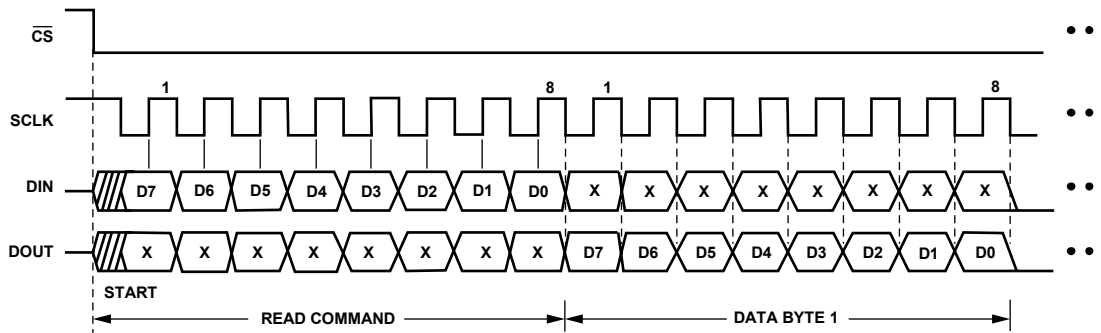 CS
1 8 1 8
SCLK
DIN D7 D6 D5 D4 D3 D2 D1 D0 X X X X X X X X
DOUT X X X X X X X X D7 D6 D5 D4 D3 D2 D1 D0
START
READ COMMAND DATA BYTE 1